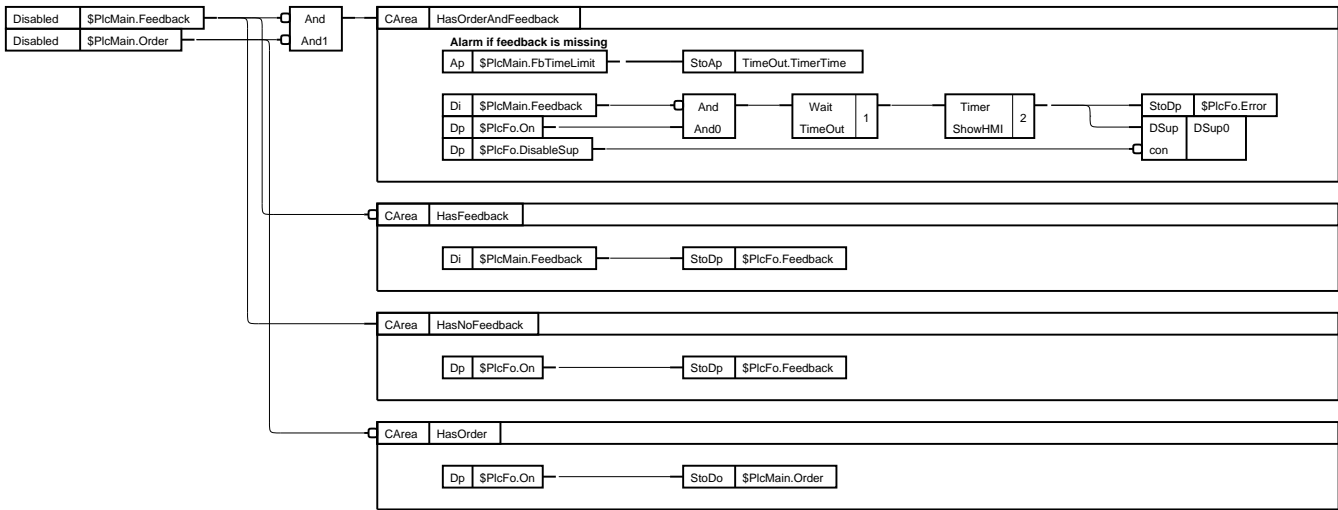 Disabled $PlcMain.Feedback And CArea HasOrderAndFeedback
Disabled $PlcMain.Order And1
Alarm if feedback is missing
Ap $PlcMain.FbTimeLimit StoAp TimeOut.TimerTime
Di $PlcMain.Feedback And Wait Timer StoDp $PlcFo.Error
1 2
Dp $PlcFo.On And0 TimeOut ShowHMI DSup DSup0
Dp $PlcFo.DisableSup con
CArea HasFeedback
Di $PlcMain.Feedback StoDp $PlcFo.Feedback
CArea HasNoFeedback
Dp $PlcFo.On StoDp $PlcFo.Feedback
CArea HasOrder
Dp $PlcFo.On StoDo $PlcMain.Order